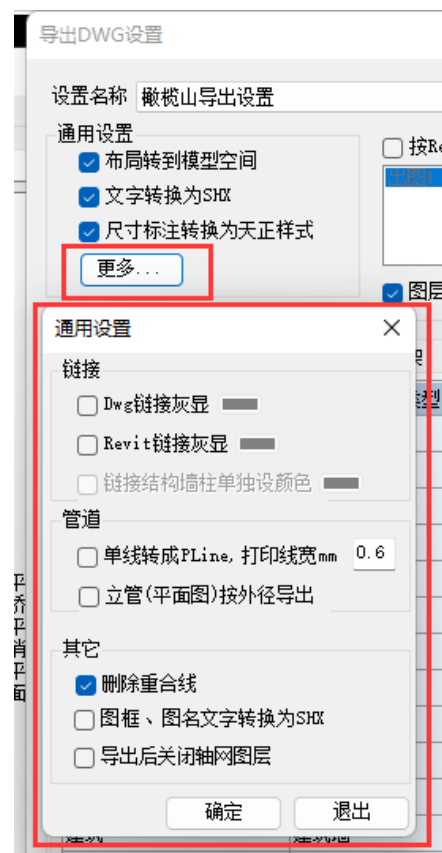 导出DWG设置
设置名称 橄榄山导出设置
通用设置
布局转到模型空间
按Re
文字转换为SHX
尺寸标注转换为天正样式
更多...
图层
通用设置
链接
Dwg链接灰显
Revit链接灰显
链接结构墙柱单独设颜色
管道
单线转成PLine,打印线宽mm 0.6
立管(平面图)按外径导出
其它
删除重合线
图框、图名文字转换为SHX
导出后关闭轴网图层
确定 退出